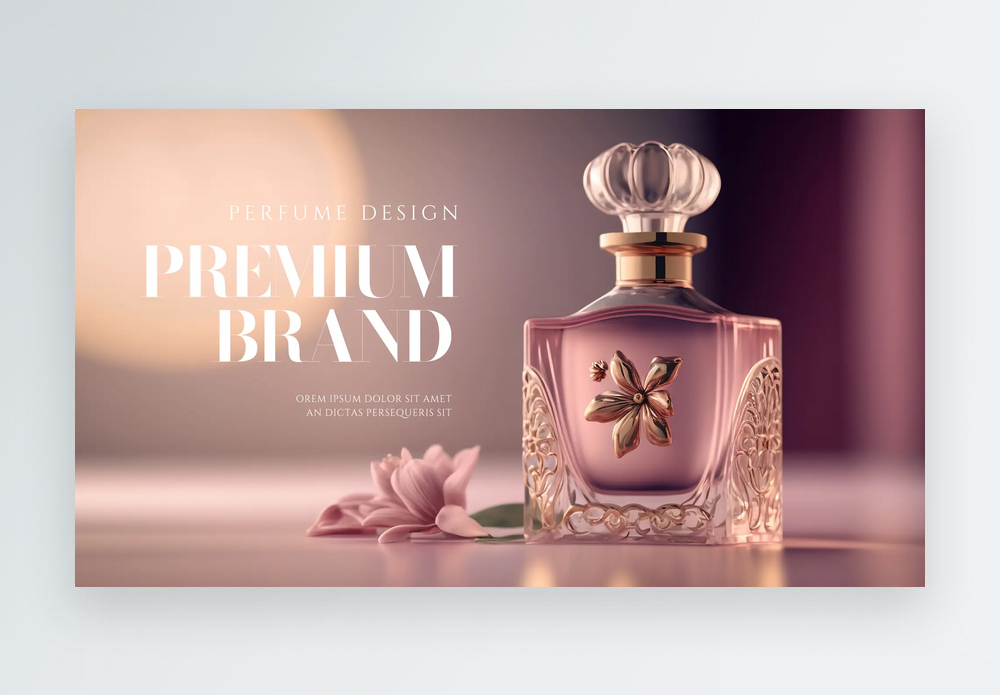 PERFUME DESIGN
PREMIUM
BRAND
OREM IPSUM DOLOR SIT AMET
AN DICTAS PERSEQUERIS SIT